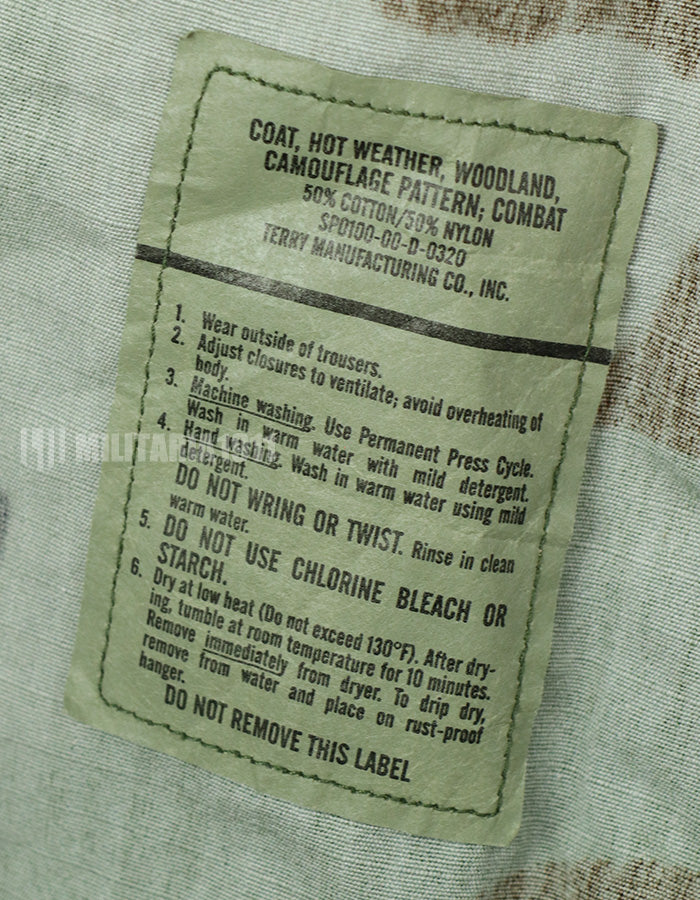 COAT, HOT WEATHER, WOODLAND,
CAMOUFLAGE PATTERN; COMBAT
50% COTTON/50% NYLON
SPO100-00-D-0320
TERRY MANUFACTURING CO., INC.
1. Wear outside of trousers.
2. Adjust closures to ventilate; avoid overheating of
body.
3. Machine washing. Use Permanent Press Cycle.
Wash in warm water with mild detergent.
4. Hand washing. Wash in warm water using mild
detergent.
DO NOT WRING OR TWIST. Rinse in clean
warm water.
5. DO NOT USE CHLORINE BLEACH OR
STARCH.
6. Dry at low heat (Do not exceed 130°F). After dry-
ing, tumble at room temperature for 10 minutes.
Remove immediately from dryer. To drip dry,
remove from water and place on rust-proof
hanger.
DO NOT REMOVE THIS LABEL